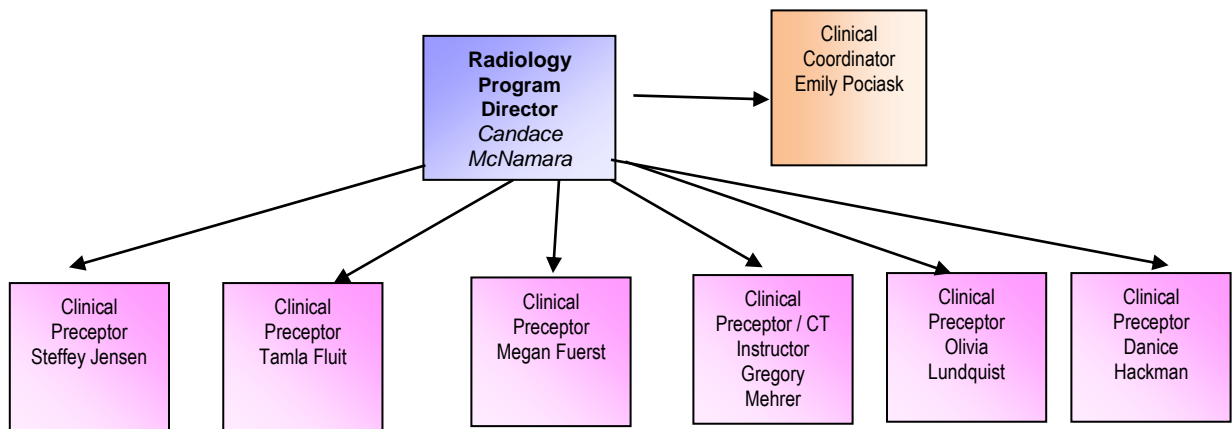 Radiology
Program
Director
Candace
McNamara
Clinical
Coordinator
Emily Pociask
Clinical
Preceptor
Steffey Jensen
Clinical
Preceptor
Tamla Fluit
Clinical
Preceptor
Megan Fuerst
Clinical
Preceptor / CT
Instructor
Gregory
Mehrer
Clinical
Preceptor
Olivia
Lundquist
Clinical
Preceptor
Danice
Hackman